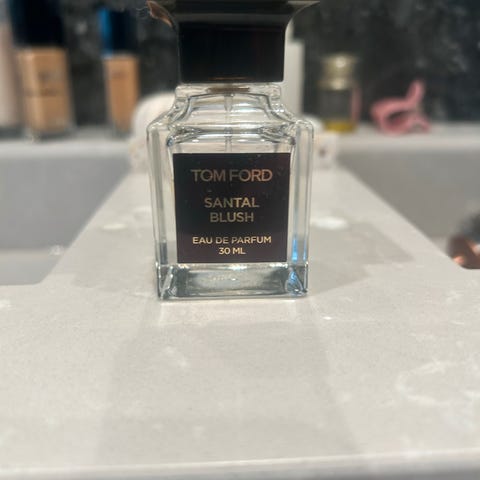 TOM FORD
SANTAL
BLUSH
EAU DE PARFUM
30 ML